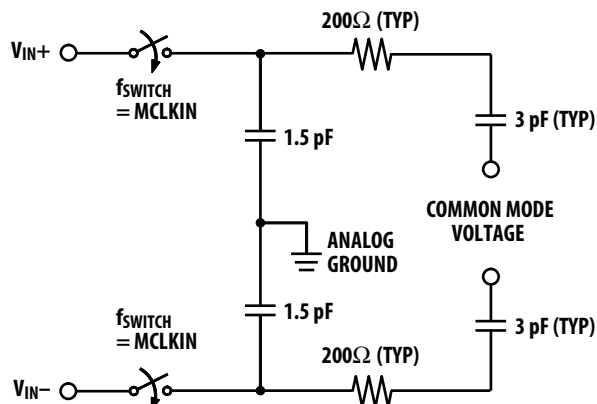 200Ω (TYP)
VIN+
fSWITCH
= MCLKIN
1.5 pF
3 pF (TYP)
COMMON MODE
VOLTAGE
ANALOG
GROUND
1.5 pF
fSWITCH
= MCLKIN
3 pF (TYP)
200Ω (TYP)
VIN–